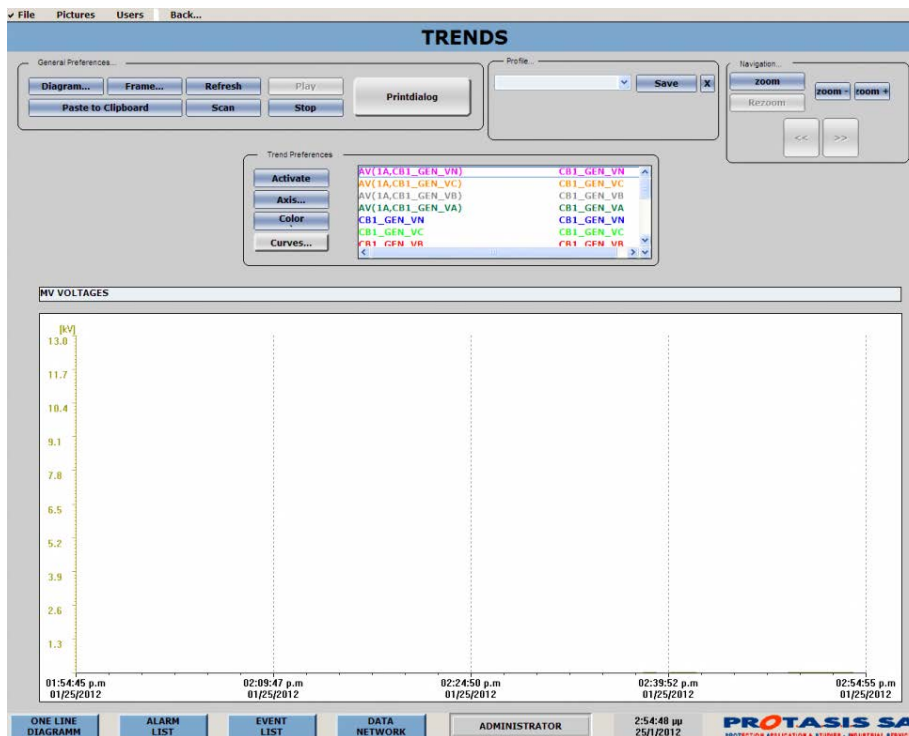 File Pictures Users Back...
TRENDS
General Preferences...
Diagram... Frame... Refresh Play
Paste to Clipboard Scan Stop
Printdialog
Profile...
Save X
Navigation...
zoom
Rezoom
zoom - zoom +
<< >>
Trend Preferences
Activate
Axis...
Color
Curves...
AV(1A,CB1_GEN_VN) CB1_GEN_VN
AV(1A,CB1_GEN_VC) CB1_GEN_VC
AV(1A,CB1_GEN_VB) CB1_GEN_VB
AV(1A,CB1_GEN_VA) CB1_GEN_VA
CB1_GEN_VN CB1_GEN_VN
CB1_GEN_VC CB1_GEN_VC
CB1_GEN_VB CB1_GEN_VB
MV VOLTAGES
[kV]
13.0
11.7
10.4
9.1
7.8
6.5
5.2
3.9
2.6
1.3
01:54:45 p.m 02:09:47 p.m 02:24:50 p.m 02:39:52 p.m 02:54:55 p.m
01/25/2012 01/25/2012 01/25/2012 01/25/2012 01/25/2012
ONE LINE DIAGRAMM
ALARM LIST
EVENT LIST
DATA NETWORK
ADMINISTRATOR
2:54:48 μμ
25/1/2012
PROTASIS SA
PROTECTION APPLICATION & STUDIES - INDUSTRIAL